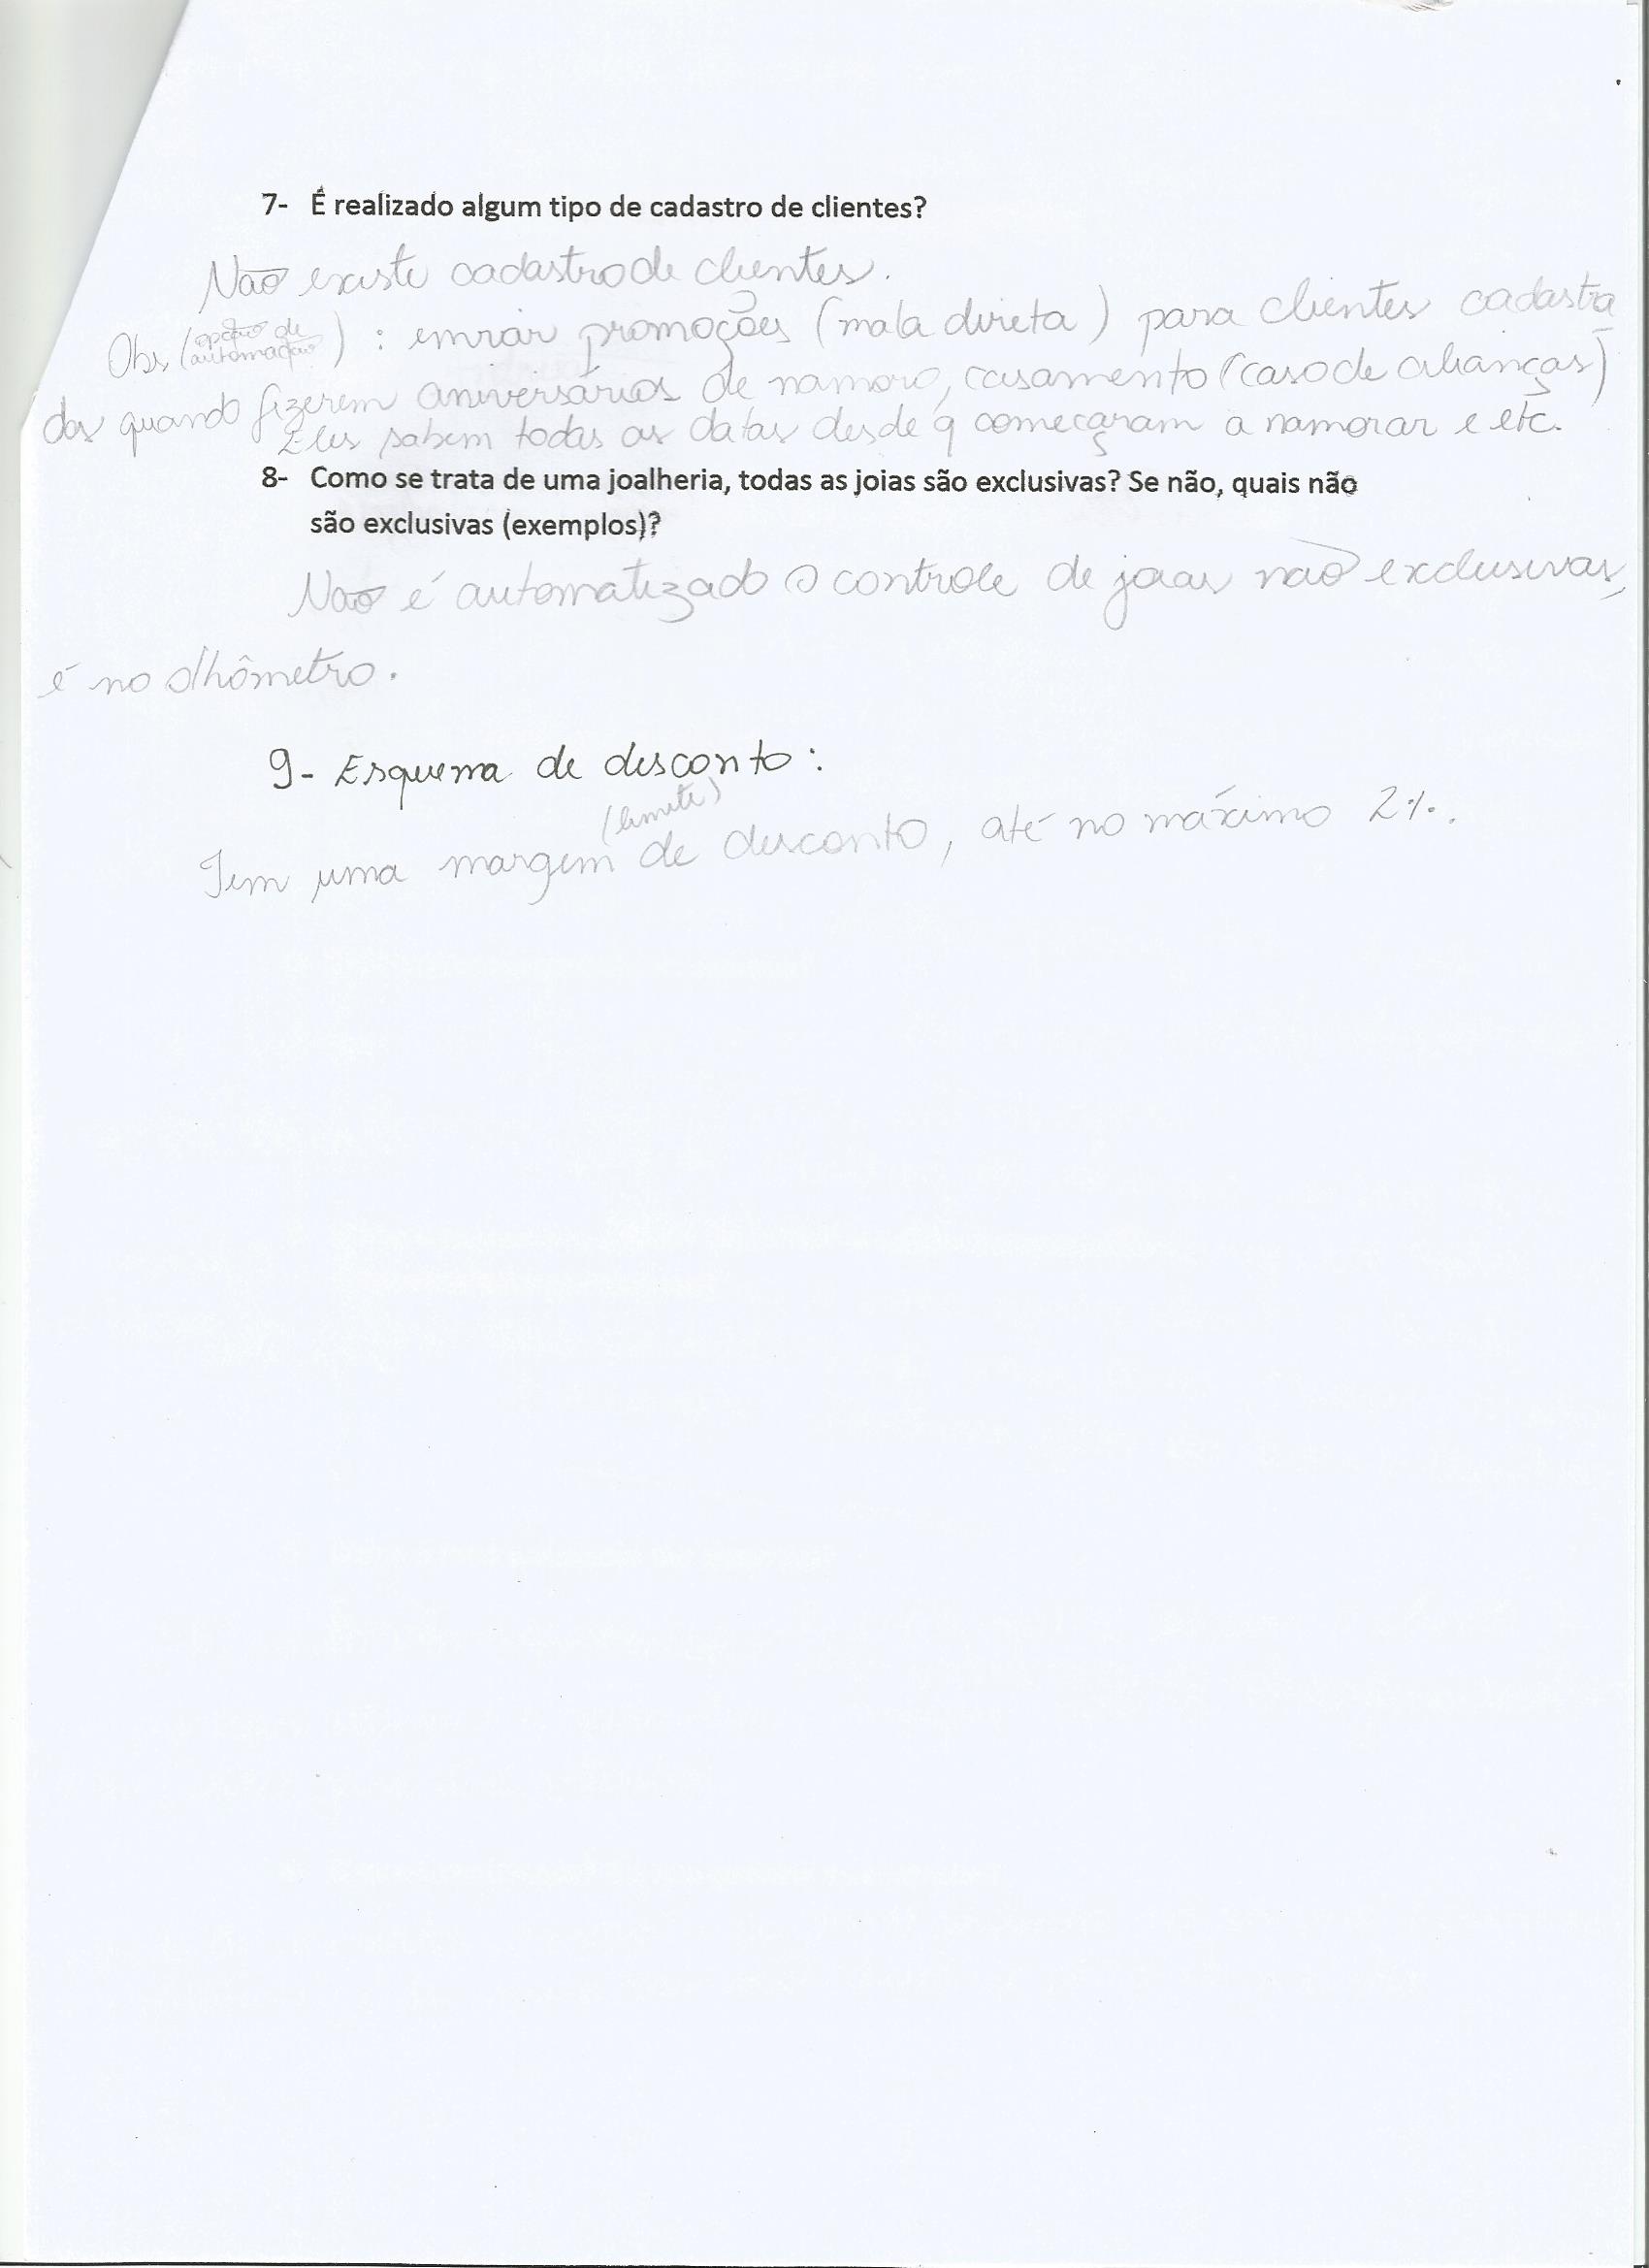 7- É realizado algum tipo de cadastro de clientes?
Não existe cadastro de clientes.
Obs (opção de automação) : enviar promoções (mala direta) para clientes cadastra
dos quando fizerem aniversários de namoro, casamento (caso de alianças)
Eles sabem todas as datas desde q começaram a namorar e etc.
8- Como se trata de uma joalheria, todas as joias são exclusivas? Se não, quais não
são exclusivas (exemplos)?
Não é automatizado o controle de joias não exclusivas,
é no olhômetro.
9- Esquema de desconto:
(limite)
Tem uma margem de desconto, até no máximo 2%.